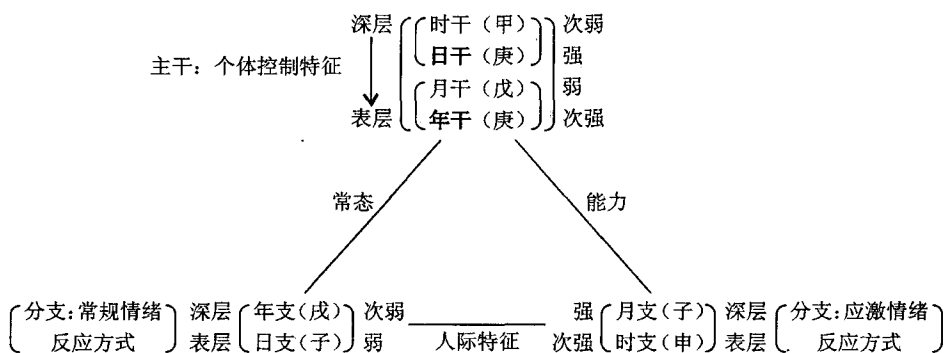 深层 时干（甲） 次弱
日干（庚） 强
主干：个体控制特征
月干（戊） 弱
表层 年干（庚） 次强
常态 能力
分支：常规情绪 深层 年支（戌） 次弱 强 月支（子） 深层 分支：应激情绪
反应方式 表层 日支（子） 弱 人际特征 次强 时支（申） 表层 反应方式